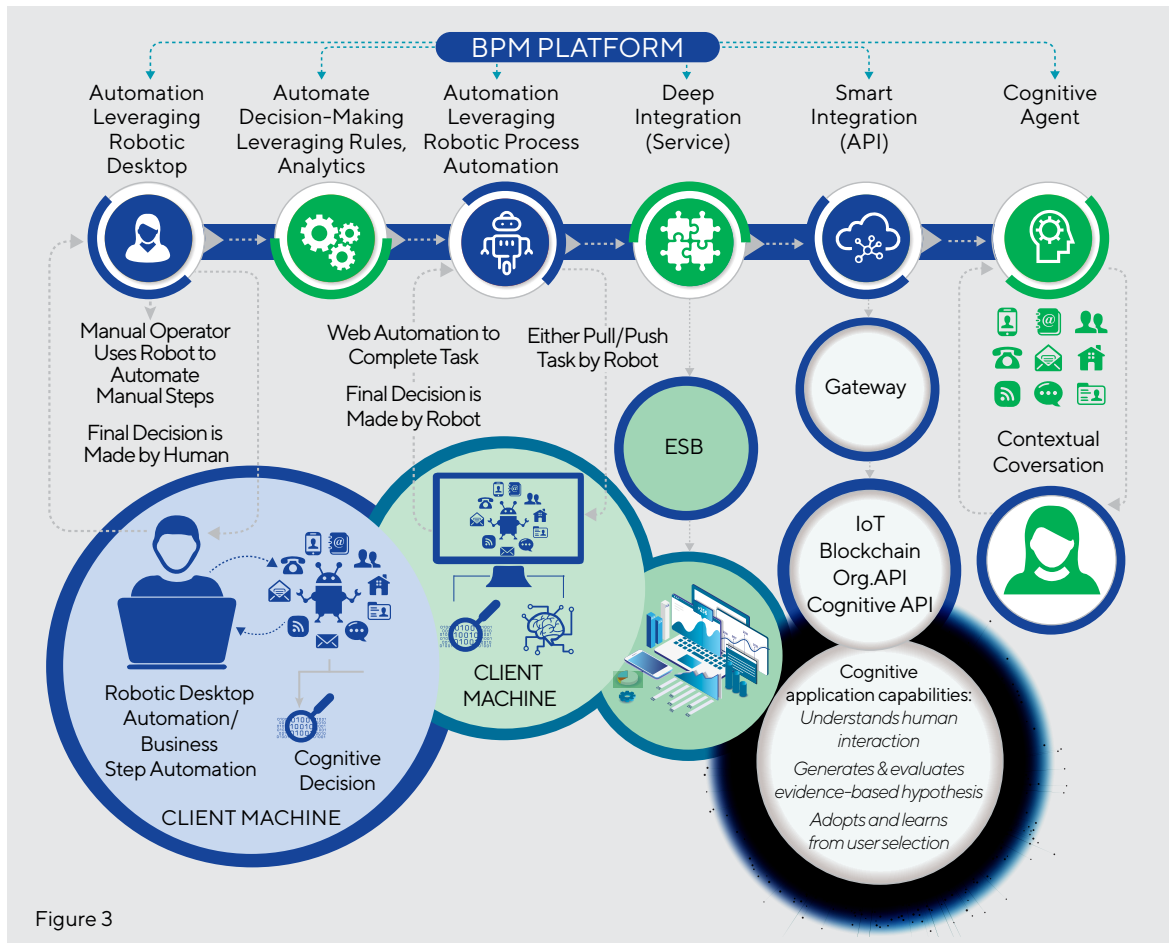 BPM PLATFORM
Automation
Leveraging
Robotic
Desktop
Automate
Decision-Making
Leveraging Rules,
Analytics
Automation
Leveraging
Robotic Process
Automation
Deep
Integration
(Service)
Smart
Integration
(API)
Cognitive
Agent
Manual Operator
Uses Robot to
Automate
Manual Steps
Final Decision is
Made by Human
Web Automation to
Complete Task
Final Decision is
Made by Robot
Either Pull/Push
Task by Robot
ESB
Gateway
IoT
Blockchain
Org.API
Cognitive API
Contextual
Coversation
Robotic Desktop
Automation/
Business
Step Automation
Cognitive
Decision
CLIENT MACHINE
CLIENT
MACHINE
Cognitive
application capabilities:
Understands human
interaction
Generates & evaluates
evidence-based hypothesis
Adopts and learns
from user selection
Figure 3